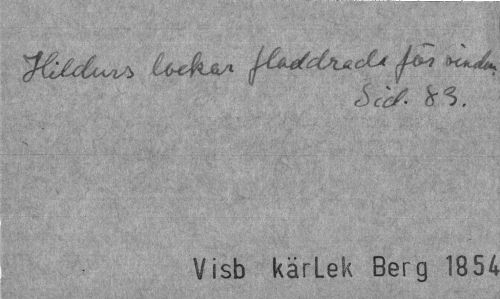 Hildurs lockar fladdrade för vinden.
Sid. 83.
Visb kärLek Berg 1854